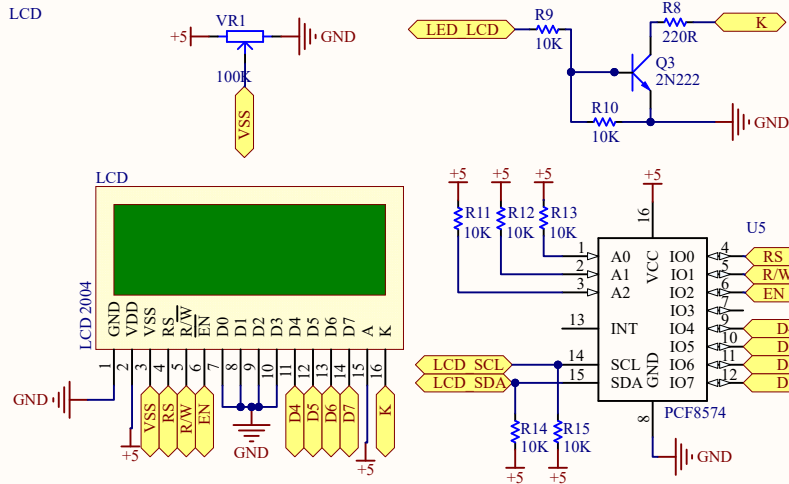 LCD
VR1
+5
GND
100K
VSS
LED_LCD
R9
10K
R8
220R
K
Q3
2N222
R10
10K
GND
LCD
LCD 2004
GND
VDD
VSS
RS
R/W
EN
D0
D1
D2
D3
D4
D5
D6
D7
A
K
1
2
3
4
5
6
7
8
9
10
11
12
13
14
15
16
GND
+5
VSS
RS
R/W
EN
GND
D4
D5
D6
D7
+5
K
+5
+5
+5
R11
10K
R12
10K
R13
10K
+5
16
U5
1
A0
VCC
IO0
4
RS
2
A1
IO1
5
R/W
3
A2
IO2
6
EN
IO3
7
13
INT
IO4
9
D
IO5
10
D
LCD_SCL
14
SCL
IO6
11
D
LCD_SDA
15
SDA
GND
IO7
12
D
8
PCF8574
R14
10K
R15
10K
+5
+5
GND